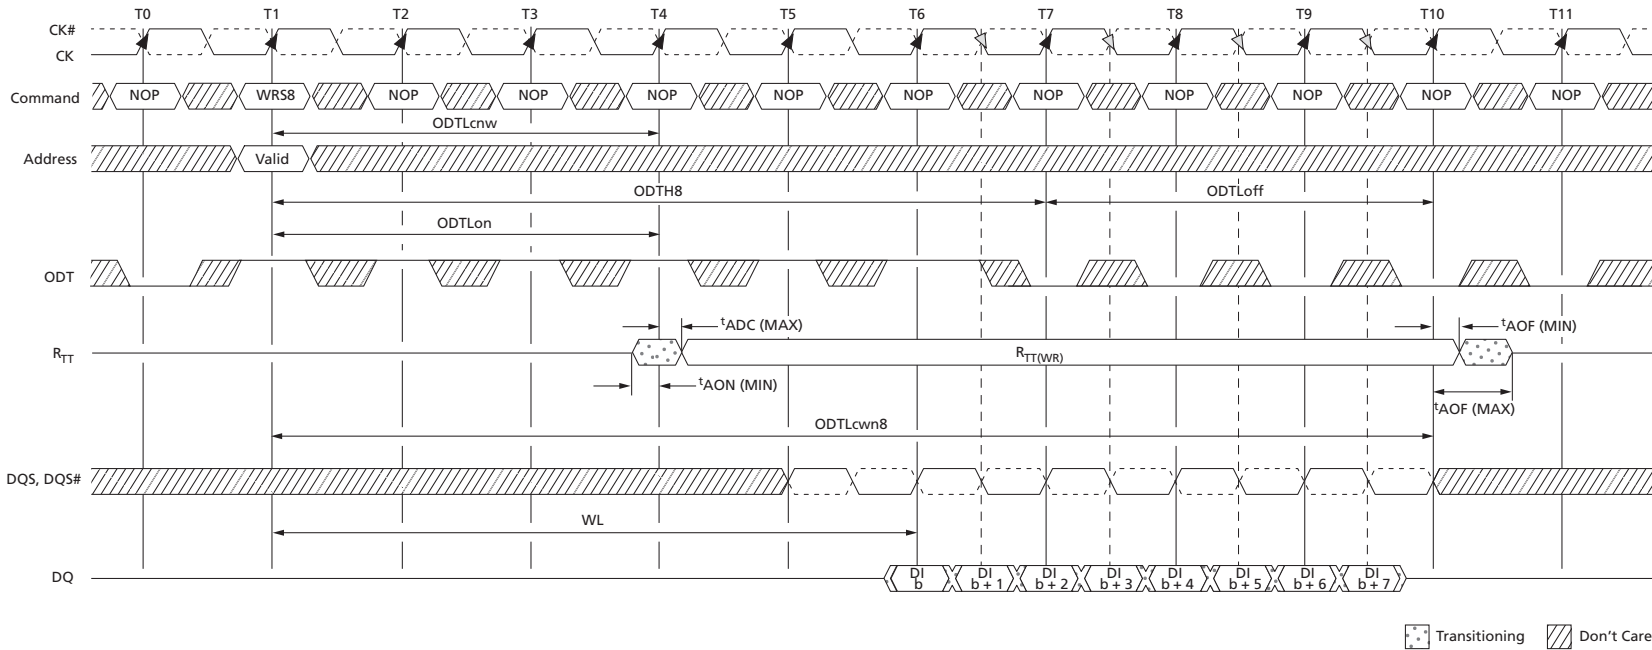 T0 T1 T2 T3 T4 T5 T6 T7 T8 T9 T10 T11
CK#
CK
Command NOP WRS8 NOP NOP NOP NOP NOP NOP NOP NOP NOP NOP
ODTLcnw
Address Valid
ODTH8 ODTLoff
ODTLon
ODT
tADC (MAX) tAOF (MIN)
RTT RTT(WR)
tAON (MIN)
tAOF (MAX)
ODTLcwn8
DQS, DQS#
WL
DQ DI b DI b + 1 DI b + 2 DI b + 3 DI b + 4 DI b + 5 DI b + 6 DI b + 7
Transitioning Don't Care